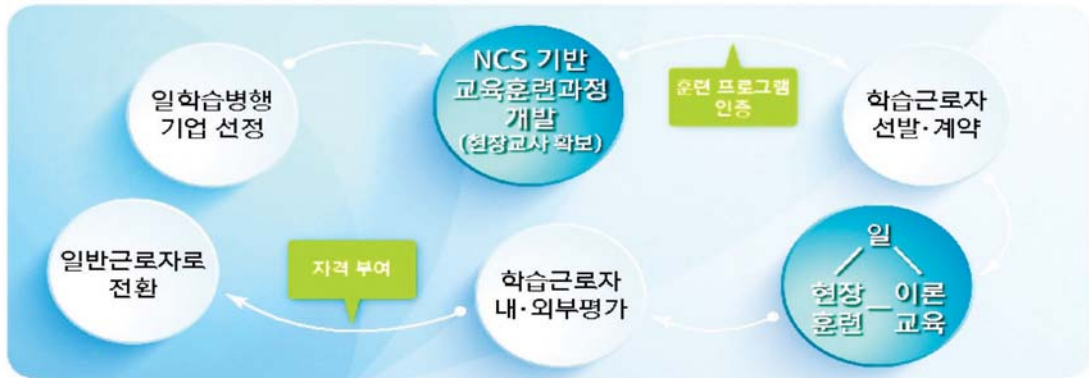 일학습병행
기업 선정
NCS 기반
교육훈련과정
개발
(현장교사 확보)
훈련 프로그램
인증
학습근로자
선발·계약
일
현장
훈련
이론
교육
학습근로자
내·외부평가
자격 부여
일반근로자로
전환